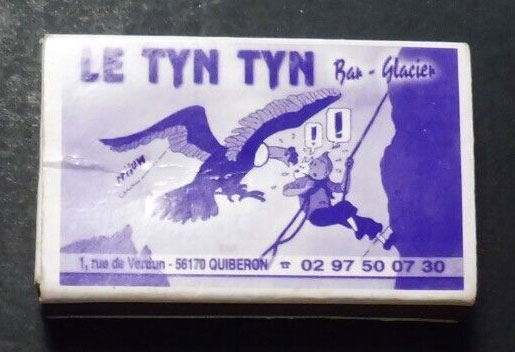 LE TYN TYN Bar - Glacier
! !
1, rue de Verdun - 56170 QUIBERON ☎ 02 97 50 07 30